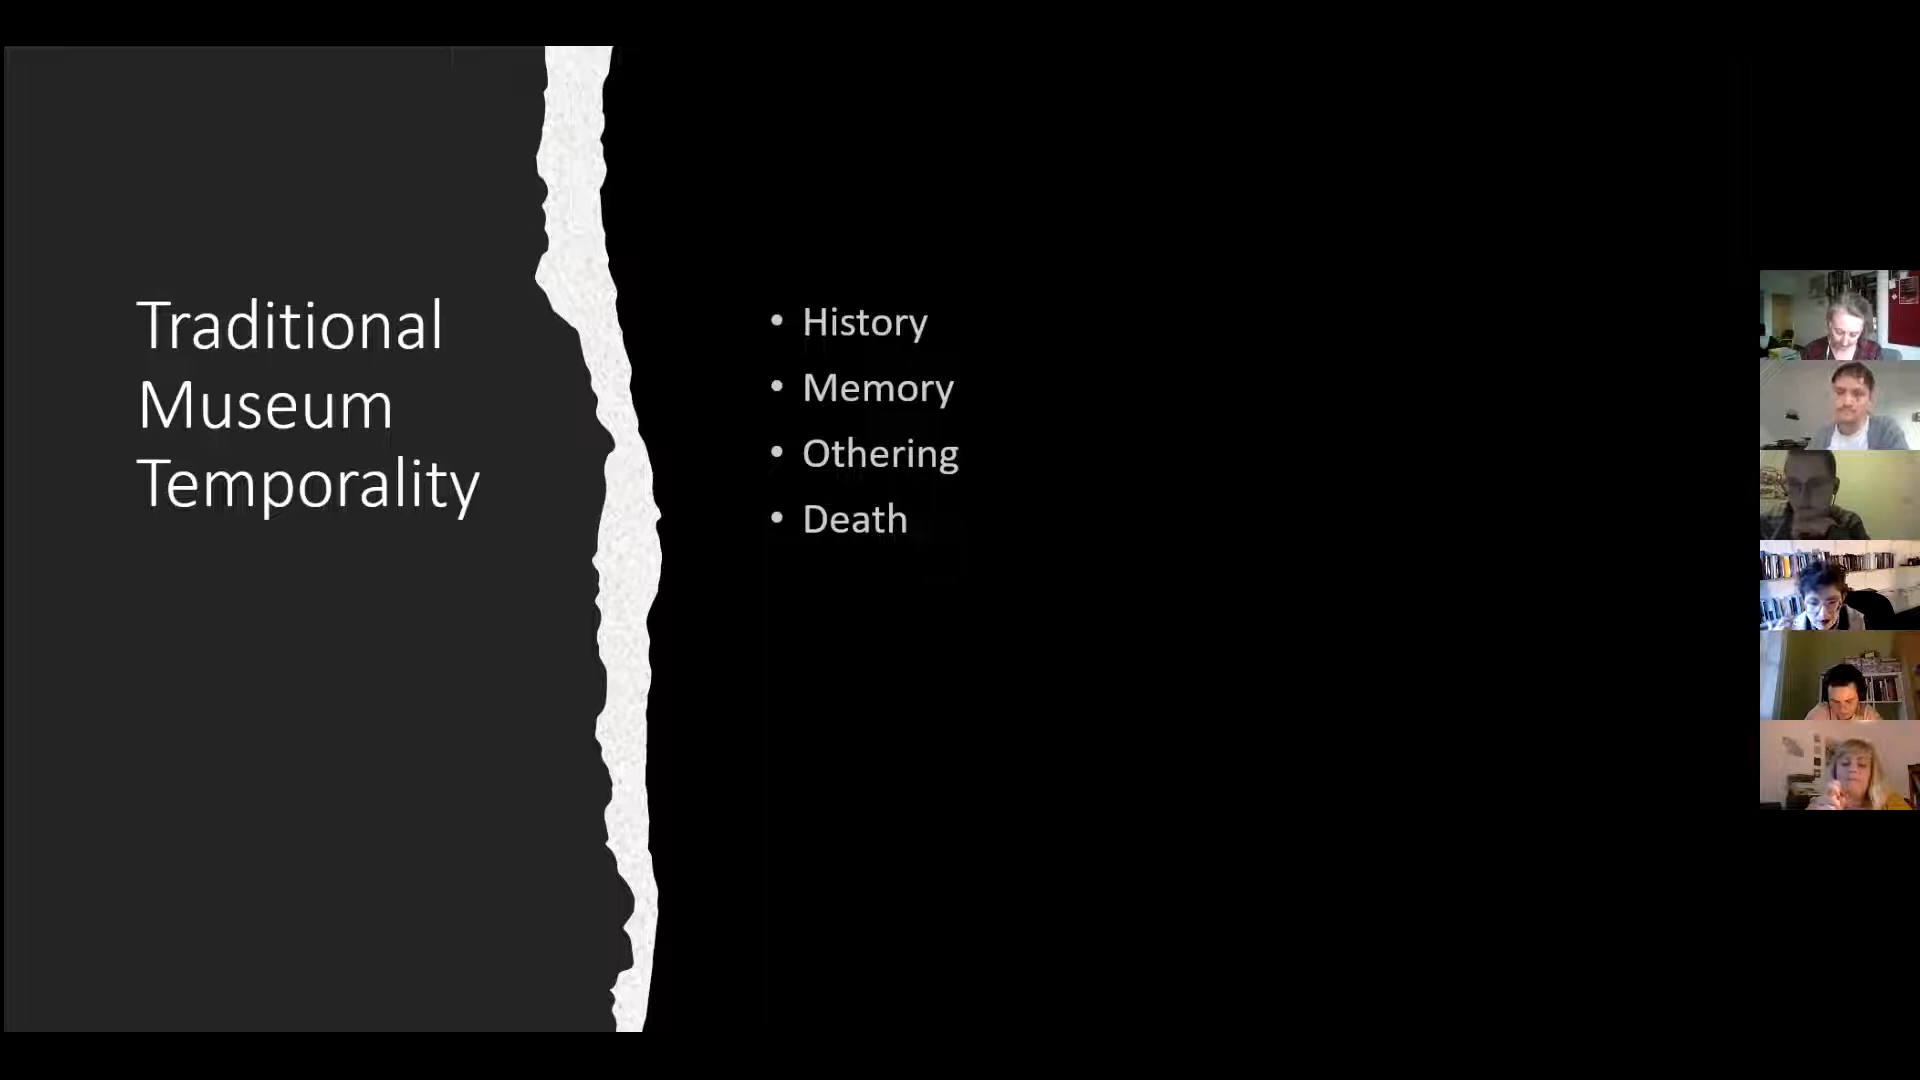 Traditional
Museum
Temporality
• History
• Memory
• Othering
• Death